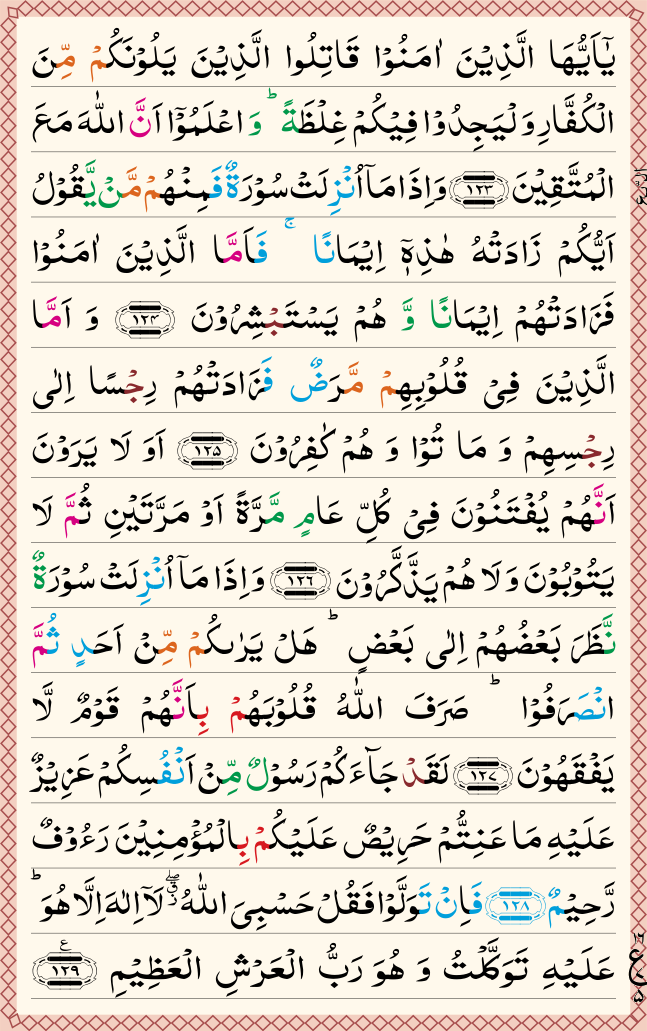 يٰۤاَيُّهَا الَّذِيْنَ اٰمَنُوْا قَاتِلُوا الَّذِيْنَ يَلُوْنَكُمْ مِّنَ
الْكُفَّارِ وَ لْيَجِدُوْا فِيْكُمْ غِلْظَةً ؕ وَ اعْلَمُوْۤا اَنَّ اللّٰهَ مَعَ
الْمُتَّقِيْنَ ﴿۱۲۳﴾ وَ اِذَا مَاۤ اُنْزِلَتْ سُوْرَةٌ فَمِنْهُمْ مَّنْ يَّقُوْلُ
اَيُّكُمْ زَادَتْهُ هٰذِهٖۤ اِيْمَانًا ۚ فَاَمَّا الَّذِيْنَ اٰمَنُوْا
فَزَادَتْهُمْ اِيْمَانًا وَّ هُمْ يَسْتَبْشِرُوْنَ ﴿۱۲۴﴾ وَ اَمَّا
الَّذِيْنَ فِیْ قُلُوْبِهِمْ مَّرَضٌ فَزَادَتْهُمْ رِجْسًا اِلٰی
رِجْسِهِمْ وَ مَا تُوْا وَ هُمْ كٰفِرُوْنَ ﴿۱۲۵﴾ اَوَ لَا يَرَوْنَ
اَنَّهُمْ يُفْتَنُوْنَ فِیْ كُلِّ عَامٍ مَّرَّةً اَوْ مَرَّتَيْنِ ثُمَّ لَا
يَتُوْبُوْنَ وَ لَا هُمْ يَذَّكَّرُوْنَ ﴿۱۲۶﴾ وَ اِذَا مَاۤ اُنْزِلَتْ سُوْرَةٌ
نَّظَرَ بَعْضُهُمْ اِلٰی بَعْضٍ ؕ هَلْ يَرٰىكُمْ مِّنْ اَحَدٍ ثُمَّ
انْصَرَفُوْا ؕ صَرَفَ اللّٰهُ قُلُوْبَهُمْ بِاَنَّهُمْ قَوْمٌ لَّا
يَفْقَهُوْنَ ﴿۱۲۷﴾ لَقَدْ جَآءَكُمْ رَسُوْلٌ مِّنْ اَنْفُسِكُمْ عَزِيْزٌ
عَلَيْهِ مَا عَنِتُّمْ حَرِيْصٌ عَلَيْكُمْ بِالْمُؤْمِنِيْنَ رَءُوْفٌ
رَّحِيْمٌ ﴿۱۲۸﴾ فَاِنْ تَوَلَّوْا فَقُلْ حَسْبِیَ اللّٰهُ لَاۤ اِلٰهَ اِلَّا هُوَ ؕ
عَلَيْهِ تَوَكَّلْتُ وَ هُوَ رَبُّ الْعَرْشِ الْعَظِيْمِ ﴿۱۲۹﴾